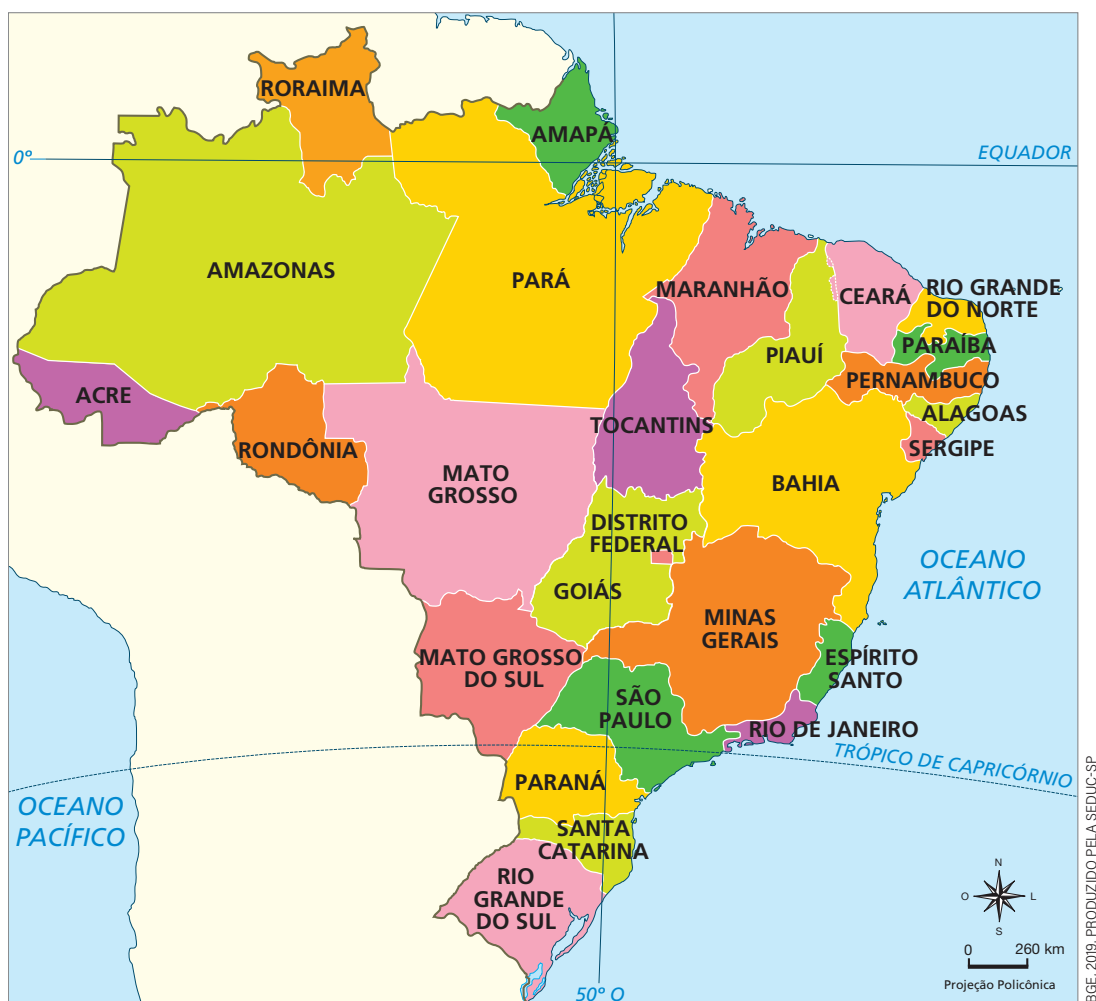 RORAIMA
AMAPÁ
0º
EQUADOR
AMAZONAS
PARÁ
MARANHÃO
CEARÁ
RIO GRANDE
DO NORTE
PARAÍBA
PIAUÍ
PERNAMBUCO
ACRE
ALAGOAS
TOCANTINS
SERGIPE
RONDÔNIA
MATO
GROSSO
BAHIA
DISTRITO
FEDERAL
GOIÁS
OCEANO
ATLÂNTICO
MINAS
GERAIS
MATO GROSSO
DO SUL
ESPÍRITO
SANTO
SÃO
PAULO
RIO DE JANEIRO
TRÓPICO DE CAPRICÓRNIO
PARANÁ
OCEANO
PACÍFICO
SANTA
CATARINA
RIO
GRANDE
DO SUL
N
O
L
S
0 260 km
Projeção Policônica
50º O
2019. PRODUZIDO PELA SEDUC-SP